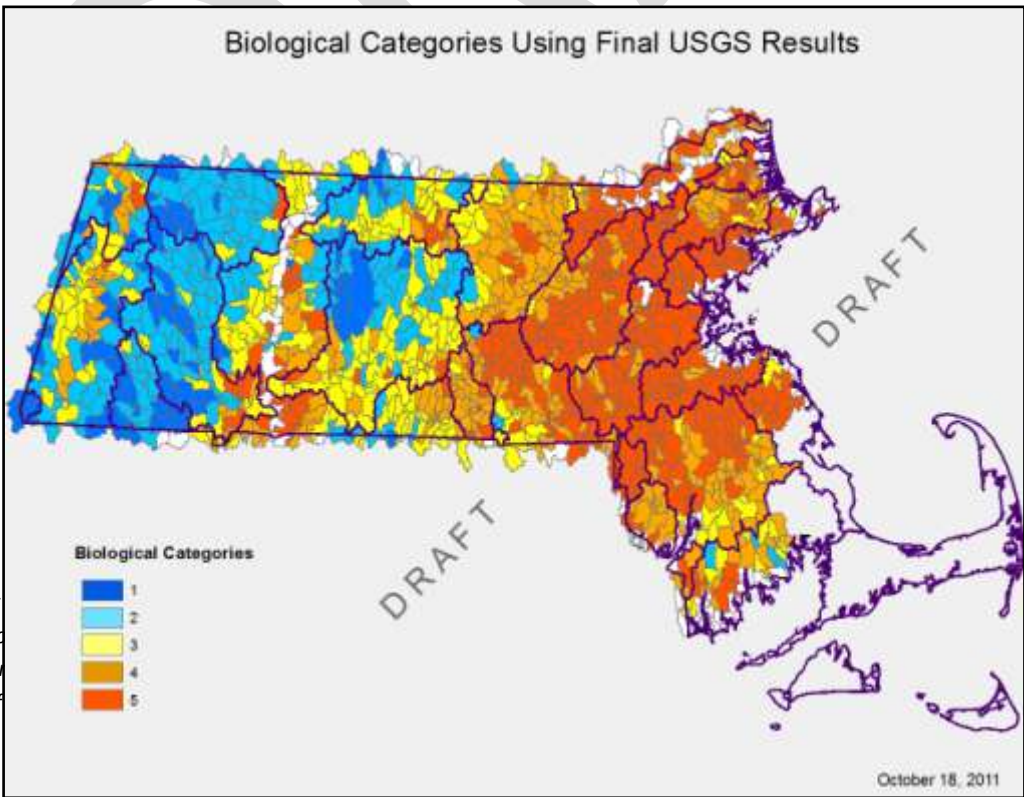 Biological Categories Using Final USGS Results
DRAFT
DRAFT
Biological Categories
1
2
3
4
5
October 18, 2011